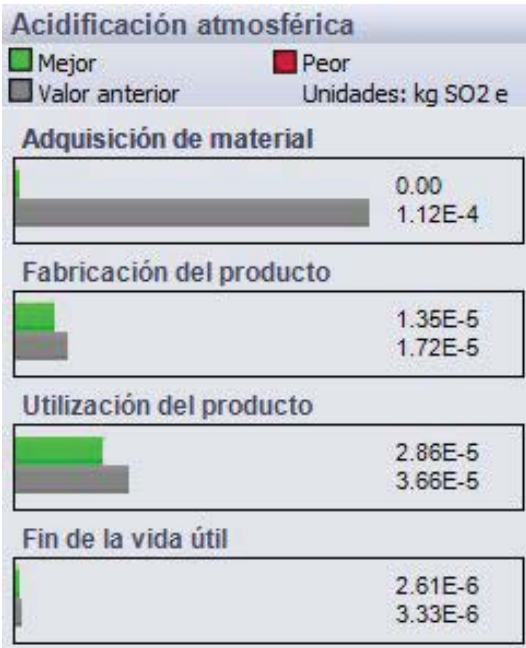 Acidificación atmosférica
Mejor Peor
Valor anterior Unidades: kg SO2 e
Adquisición de material
0.00
1.12E-4
Fabricación del producto
1.35E-5
1.72E-5
Utilización del producto
2.86E-5
3.66E-5
Fin de la vida útil
2.61E-6
3.33E-6